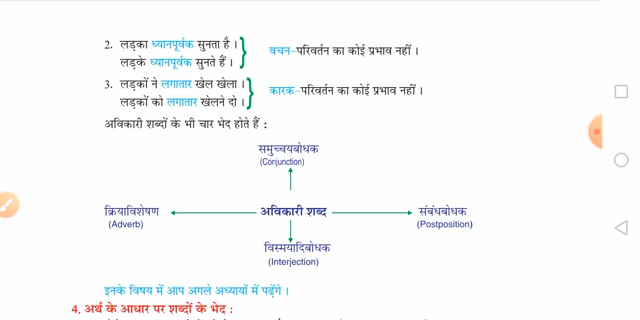 2. लड़का ध्यानपूर्वक सुनता है।
लड़के ध्यानपूर्वक सुनते हैं।
वचन-परिवर्तन का कोई प्रभाव नहीं।
3. लड़कों ने लगातार खेल खेला।
लड़कों को लगातार खेलने दो।
कारक-परिवर्तन का कोई प्रभाव नहीं।
अविकारी शब्दों के भी चार भेद होते हैं :
समुच्चयबोधक
(Conjunction)
क्रियाविशेषण
(Adverb)
अविकारी शब्द
संबंधबोधक
(Postposition)
विस्मयादिबोधक
(Interjection)
इनके विषय में आप अगले अध्यायों में पढ़ेंगे।
4. अर्थ के आधार पर शब्दों के भेद :